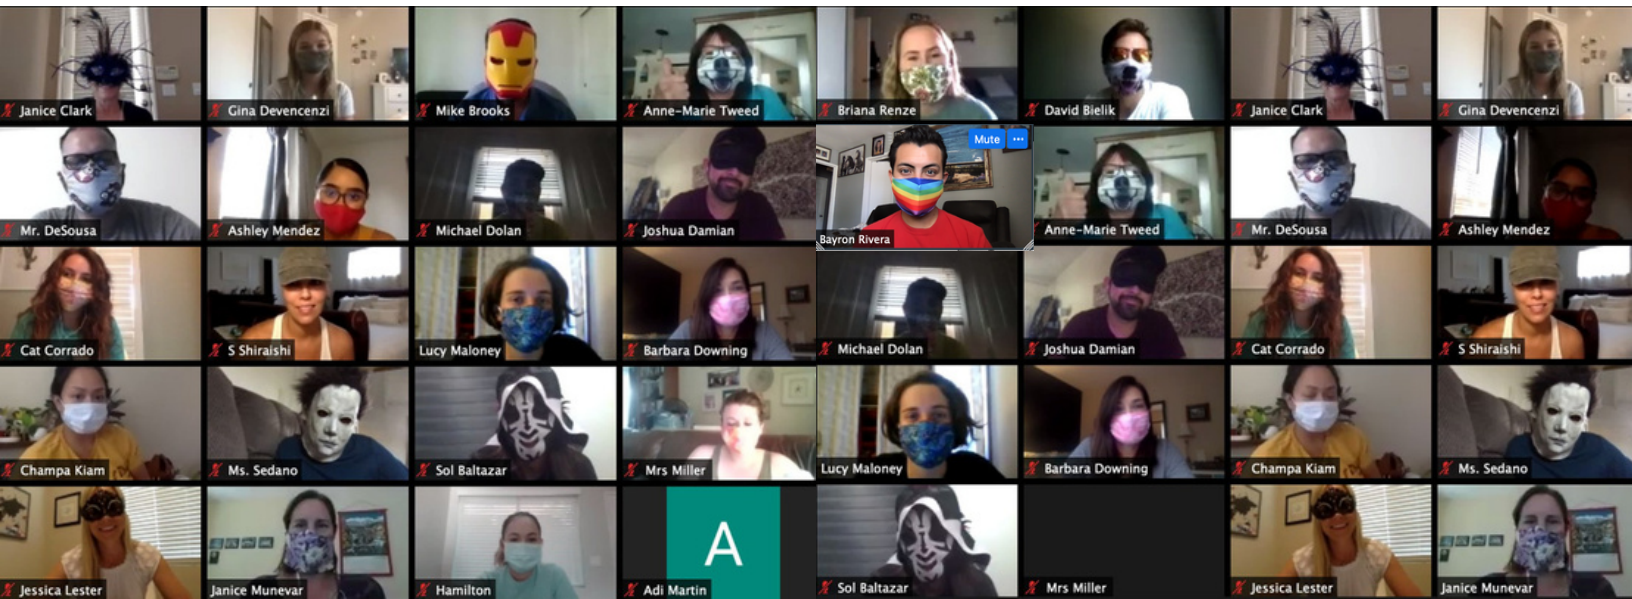 Janice Clark
Gina Devencenzi
Mike Brooks
Anne-Marie Tweed
Briana Renze
David Bielik
Janice Clark
Gina Devencenzi
Mr. DeSousa
Ashley Mendez
Michael Dolan
Joshua Damian
Mute ...
Bayron Rivera
Anne-Marie Tweed
Mr. DeSousa
Ashley Mendez
Cat Corrado
S Shiraishi
Lucy Maloney
Barbara Downing
Michael Dolan
Joshua Damian
Cat Corrado
S Shiraishi
Champa Kiam
Ms. Sedano
Sol Baltazar
Mrs Miller
Lucy Maloney
Barbara Downing
Champa Kiam
Ms. Sedano
Jessica Lester
Janice Munevar
Hamilton
A
Adi Martin
Sol Baltazar
Mrs Miller
Jessica Lester
Janice Munevar